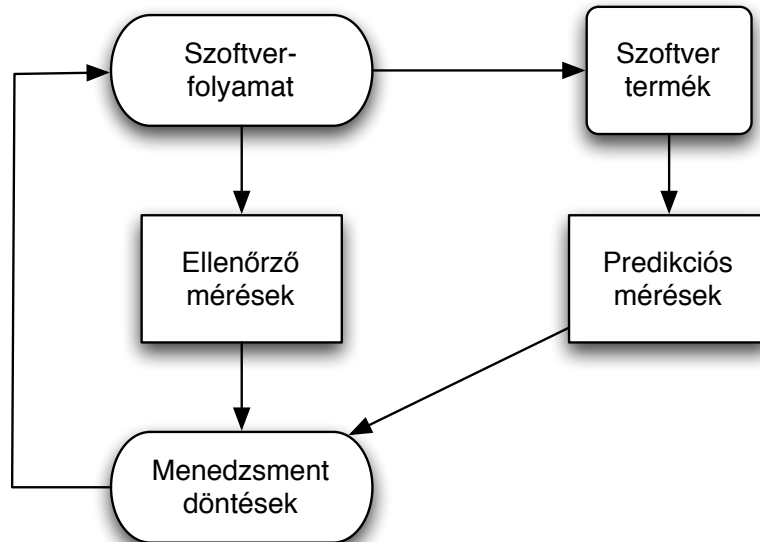 Szoftver-
folyamat
Szoftver
termék
Ellenőrző
mérések
Predikciós
mérések
Menedzsment
döntések